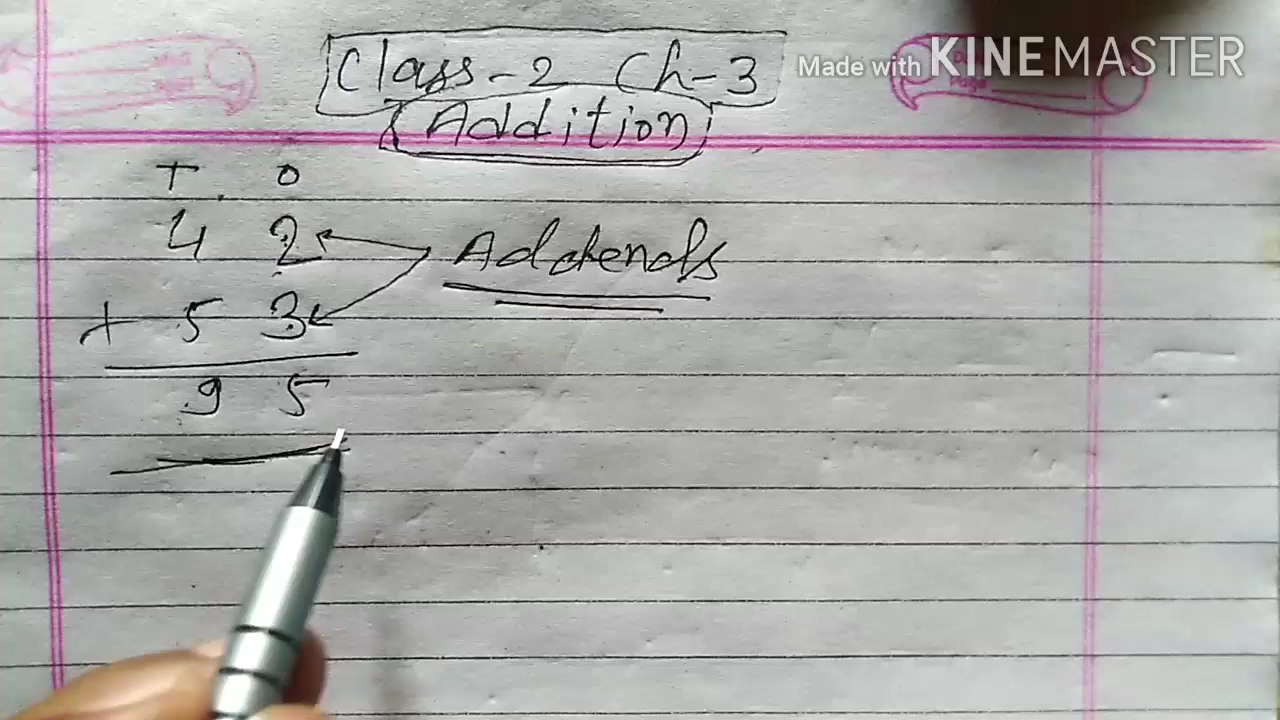 Made with KINEMASTER
Class-2 Ch-3
Addition
T O
4 2
Addends
+ 5 3
9 5